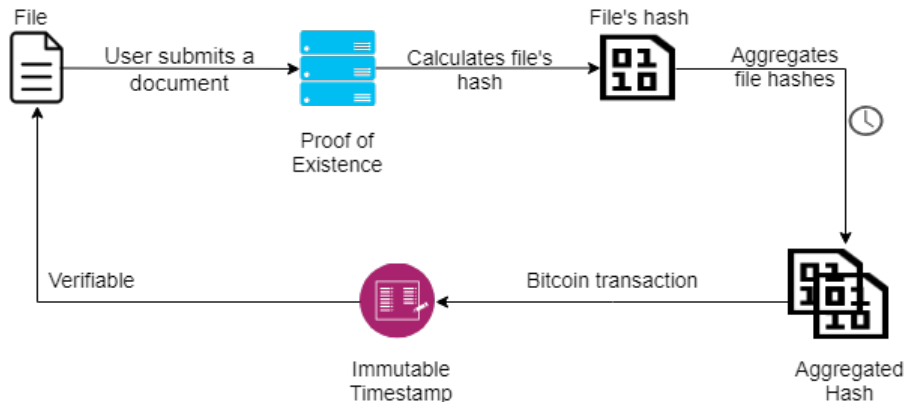 File
User submits a
document
Proof of
Existence
Calculates file's
hash
File's hash
Aggregates
file hashes
Aggregated
Hash
Bitcoin transaction
Immutable
Timestamp
Verifiable